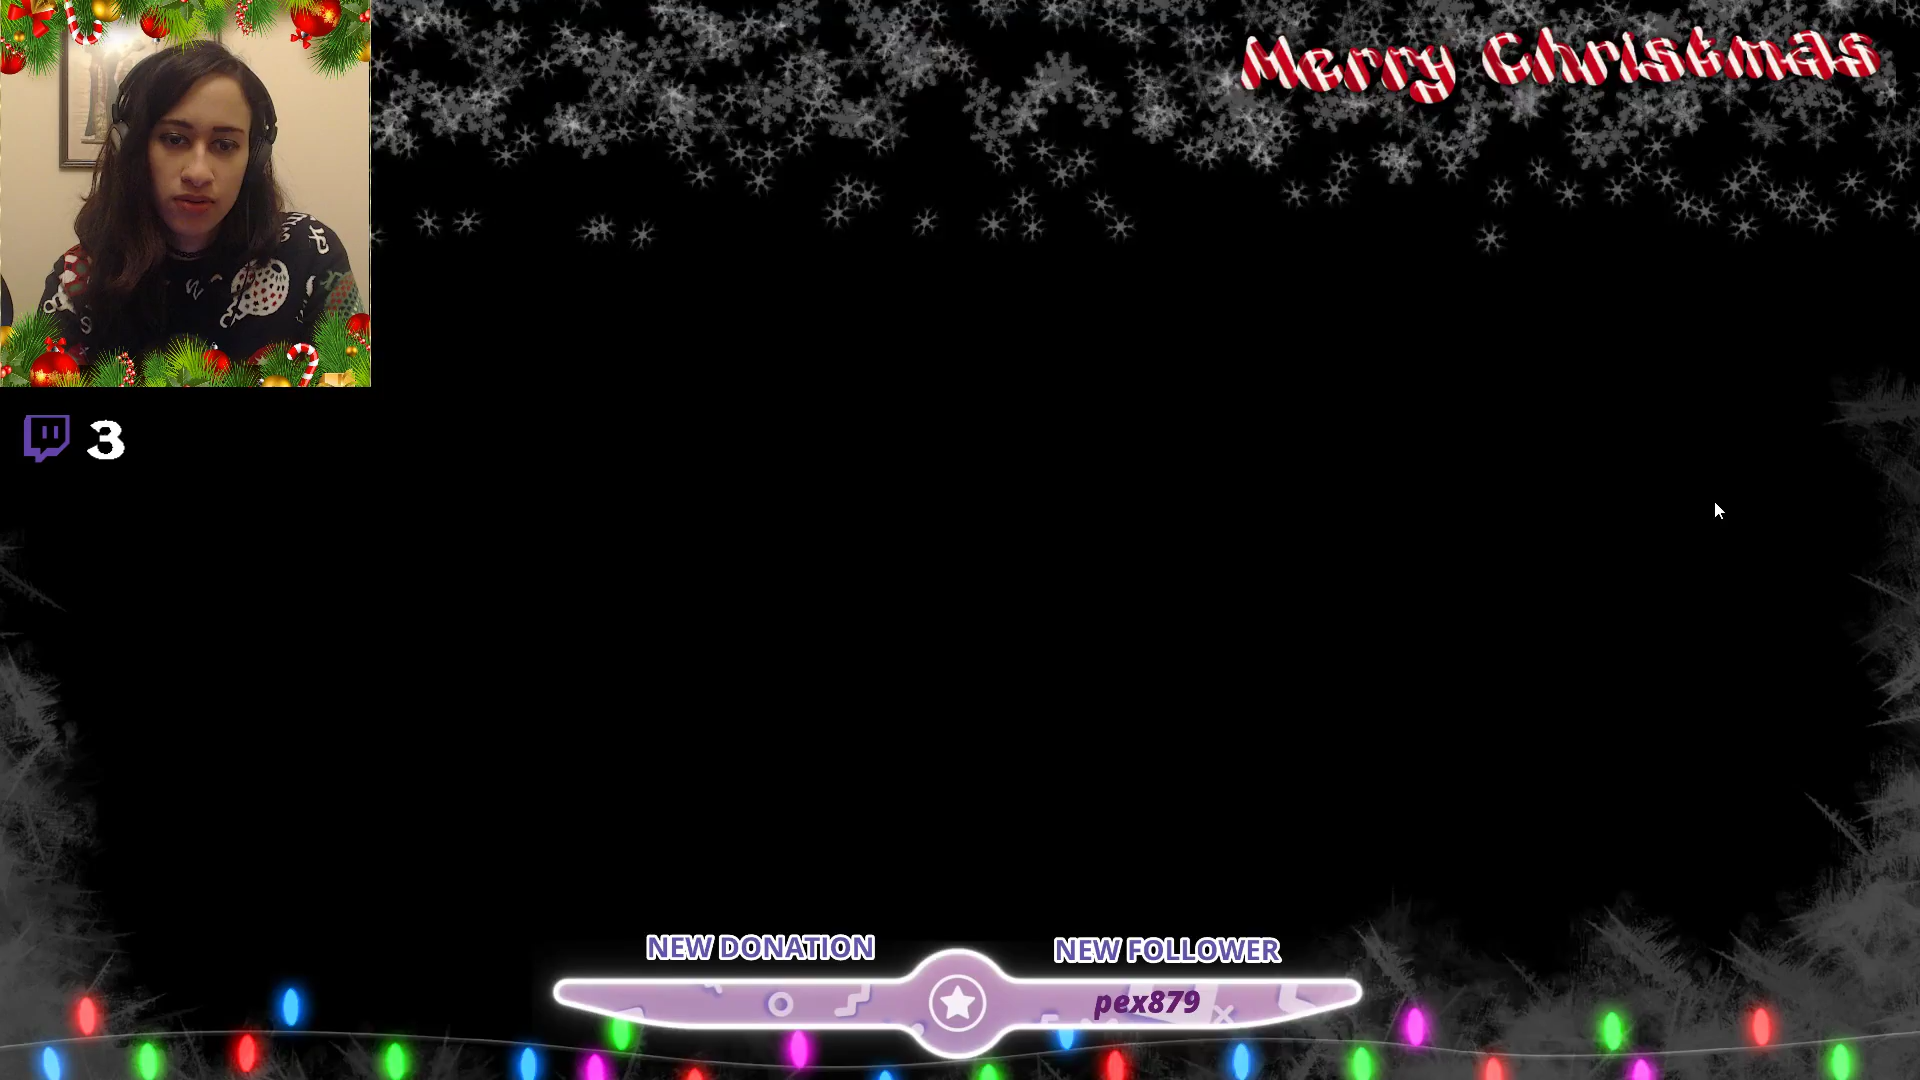 Merry Christmas
3
NEW DONATION
NEW FOLLOWER
pex879